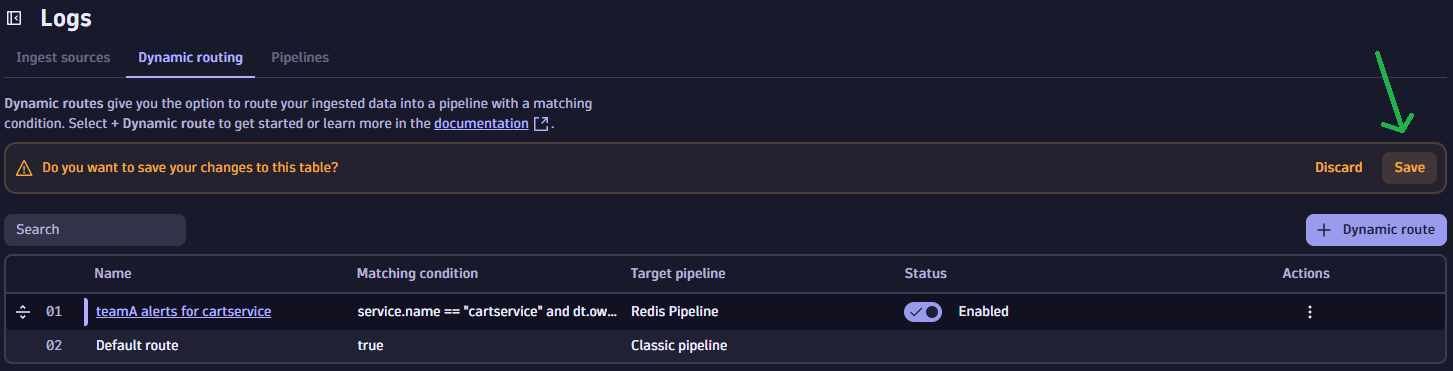 Logs
Ingest sources Dynamic routing Pipelines
Dynamic routes give you the option to route your ingested data into a pipeline with a matching
condition. Select + Dynamic route to get started or learn more in the documentation .
Do you want to save your changes to this table? Discard Save
Search + Dynamic route
Name Matching condition Target pipeline Status Actions
01 teamA alerts for cartservice service.name == "cartservice" and dt.ow... Redis Pipeline Enabled
02 Default route true Classic pipeline